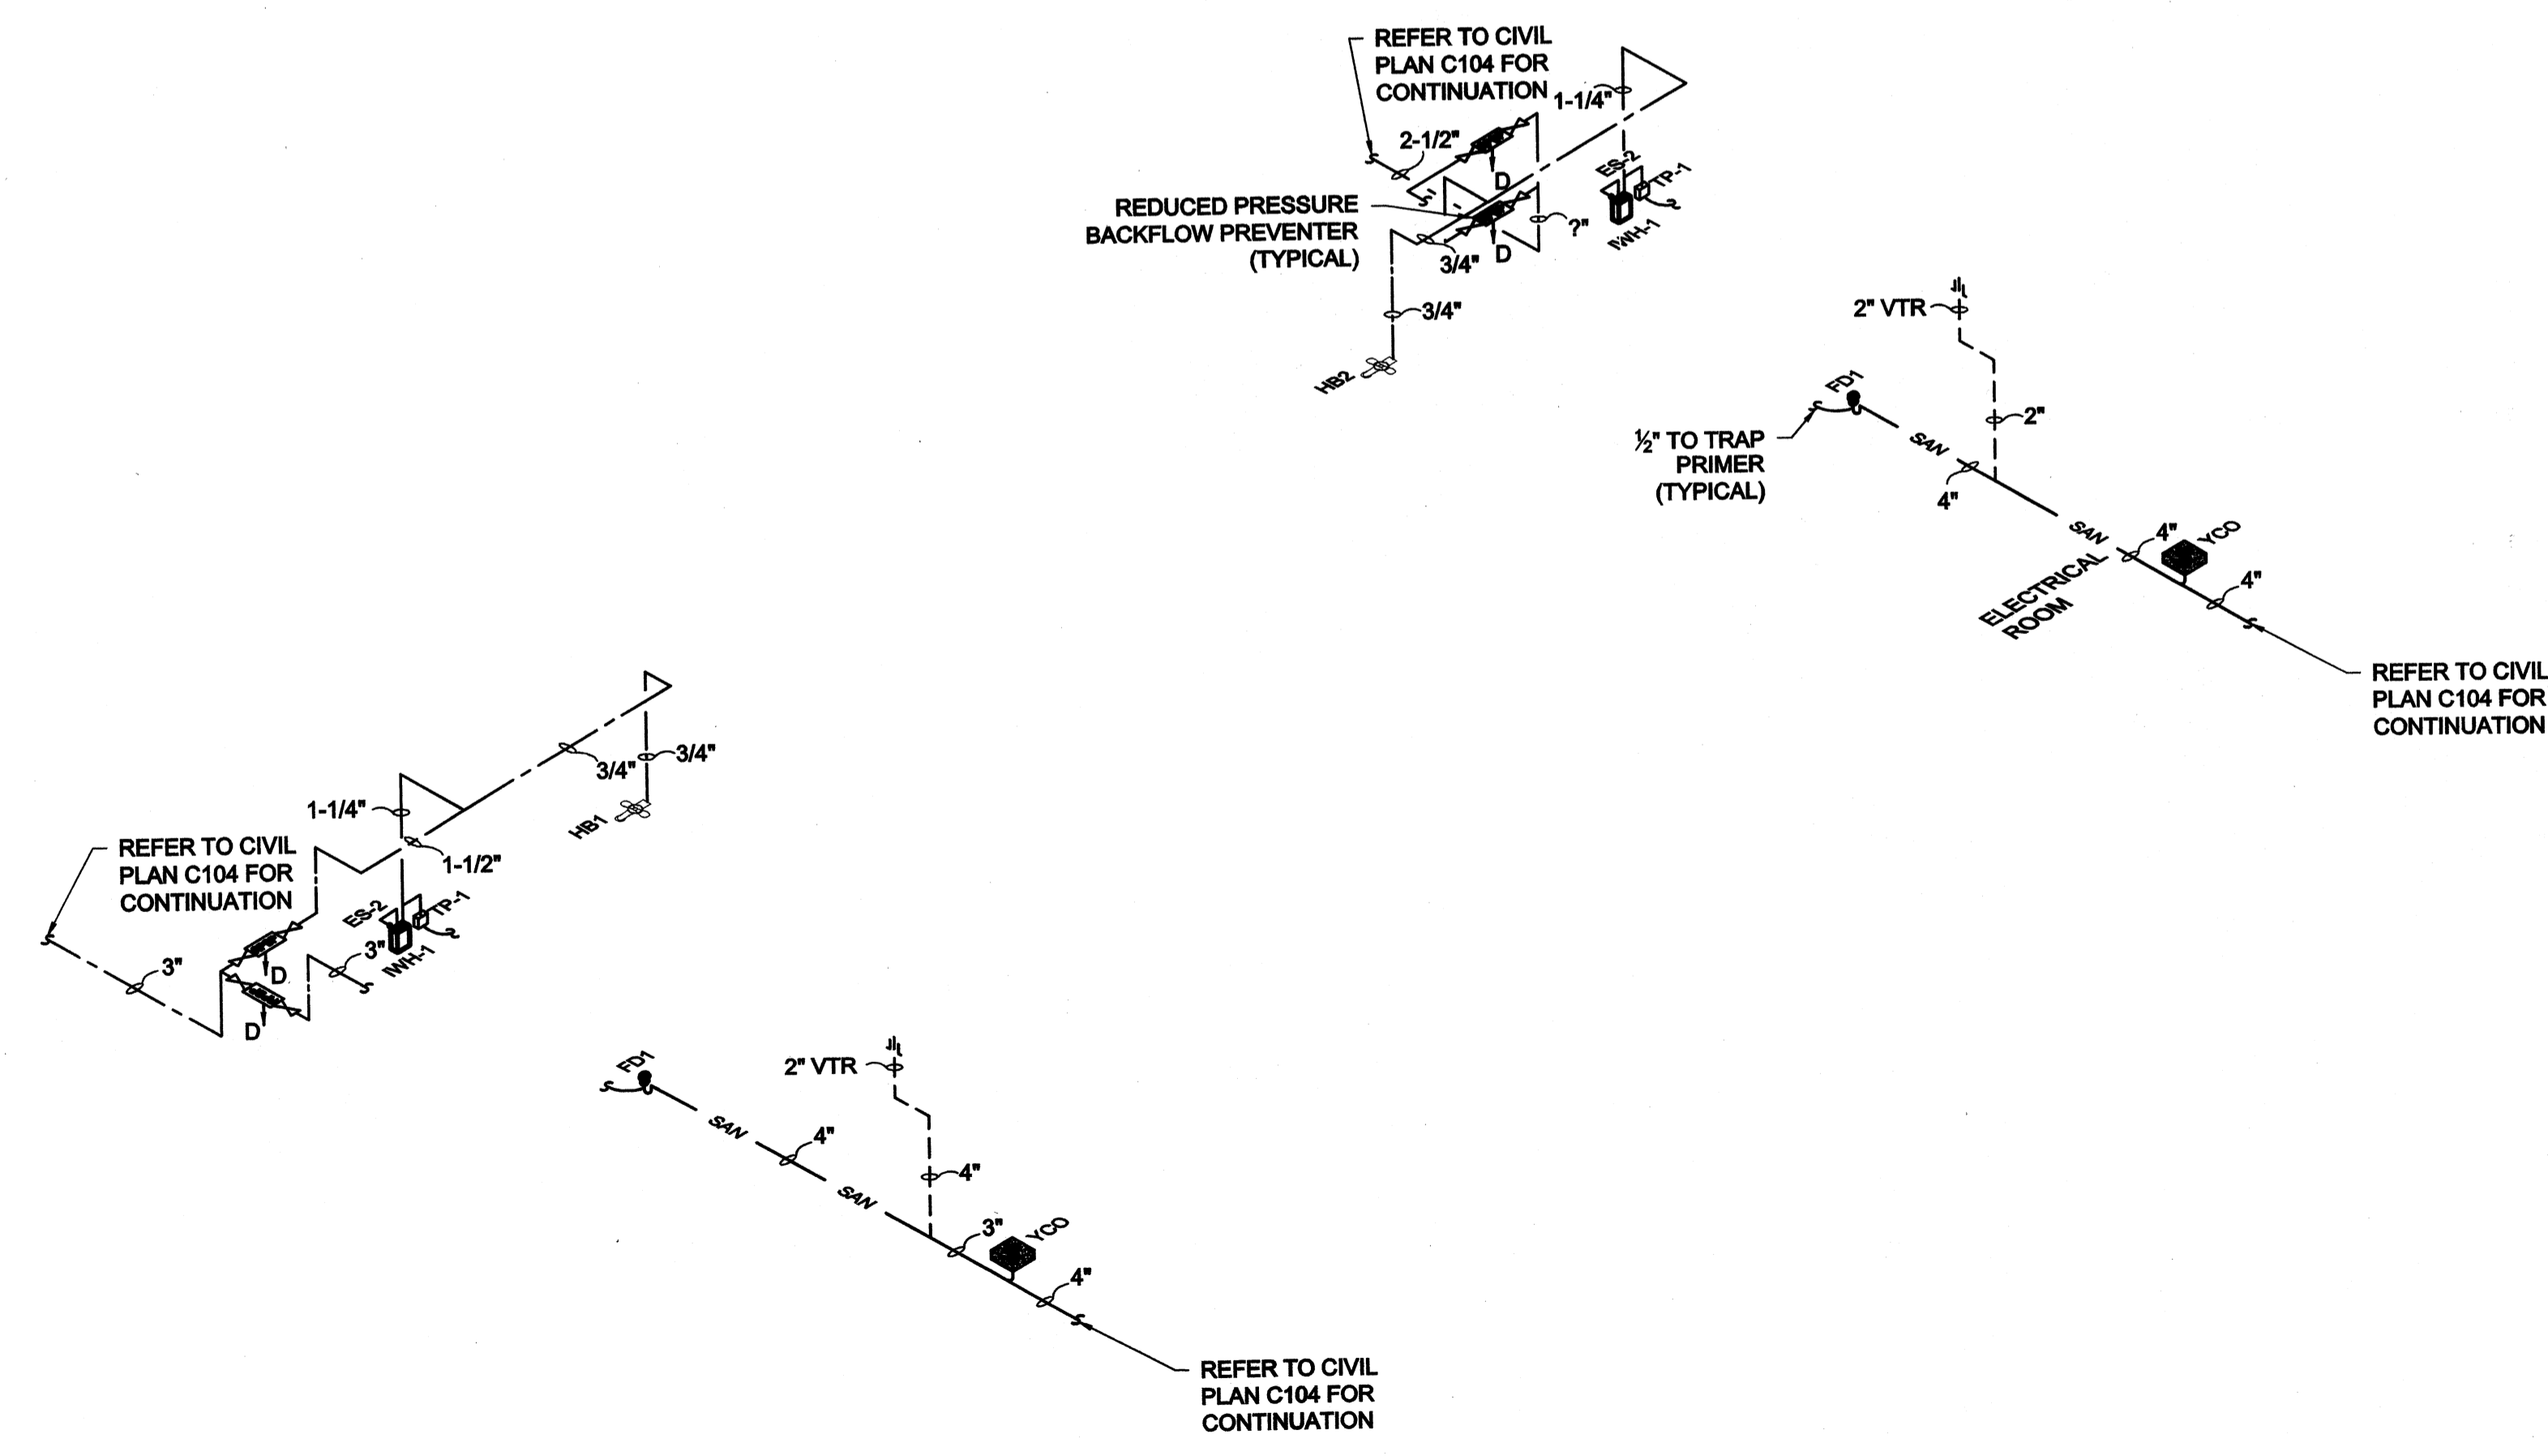 REFER TO CIVIL
PLAN C104 FOR
CONTINUATION
1-1/4"
2-1/2"
ES-2
TP-1
D
REDUCED PRESSURE
BACKFLOW PREVENTER
(TYPICAL)
?"
IWH-1
D
3/4"
3/4"
HB2
2" VTR
FD1
2"
½" TO TRAP
PRIMER
(TYPICAL)
SAN
4"
SAN
4"
YCO
4"
ELECTRICAL
ROOM
REFER TO CIVIL
PLAN C104 FOR
CONTINUATION
3/4"
3/4"
1-1/4"
HB1
REFER TO CIVIL
PLAN C104 FOR
CONTINUATION
1-1/2"
ES-2
TP-1
3"
IWH-1
3"
D
D
FD1
2" VTR
SAN
4"
4"
SAN
3"
YCO
4"
REFER TO CIVIL
PLAN C104 FOR
CONTINUATION